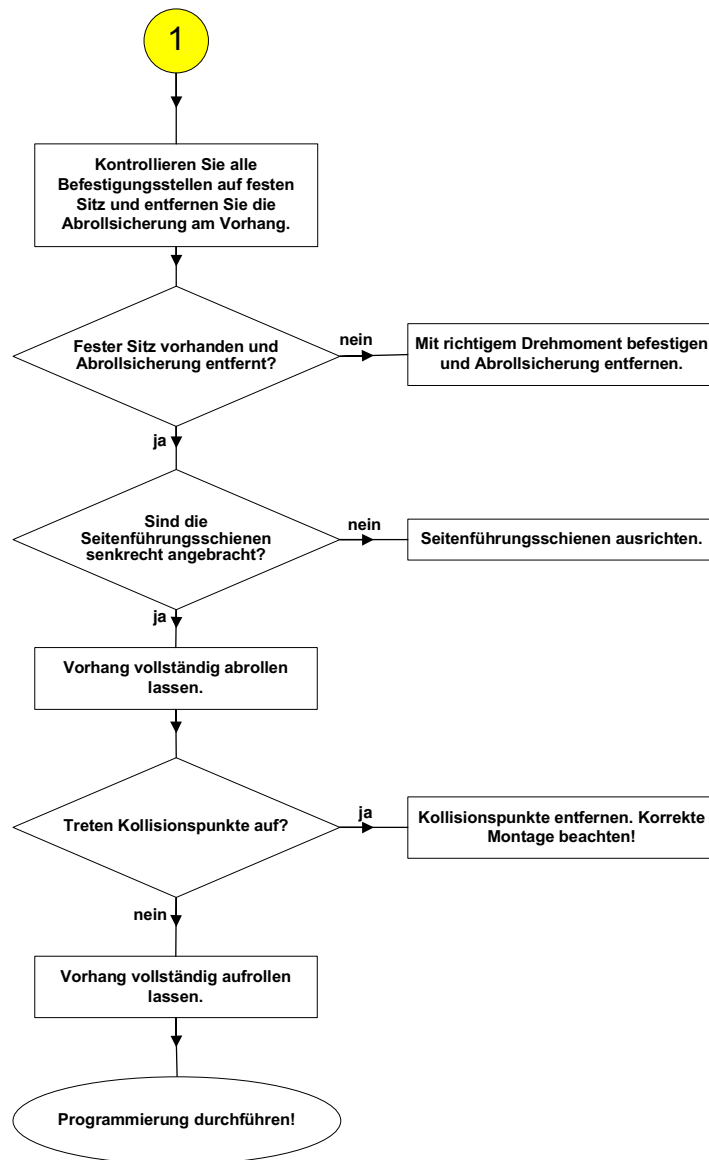 1
Kontrollieren Sie alle
Befestigungsstellen auf festen
Sitz und entfernen Sie die
Abrollsicherung am Vorhang.
Fester Sitz vorhanden und
Abrollsicherung entfernt?
nein
Mit richtigem Drehmoment befestigen
und Abrollsicherung entfernen.
ja
Sind die
Seitenführungsschienen
senkrecht angebracht?
nein
Seitenführungsschienen ausrichten.
ja
Vorhang vollständig abrollen
lassen.
Treten Kollisionspunkte auf?
ja
Kollisionspunkte entfernen. Korrekte
Montage beachten!
nein
Vorhang vollständig aufrollen
lassen.
Programmierung durchführen!